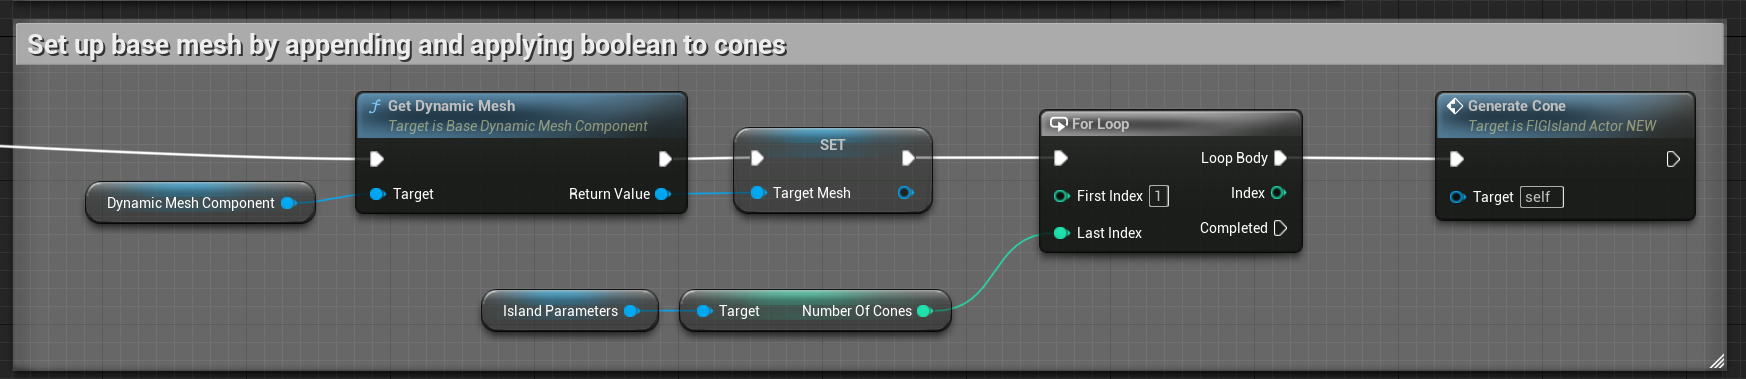 Set up base mesh by appending and applying boolean to cones
Dynamic Mesh Component
Get Dynamic Mesh
Target is Base Dynamic Mesh Component
Target
Return Value
SET
Target Mesh
For Loop
Loop Body
First Index 1
Index
Last Index
Completed
Generate Cone
Target is FIGIsland Actor NEW
Target self
Island Parameters
Target Number Of Cones